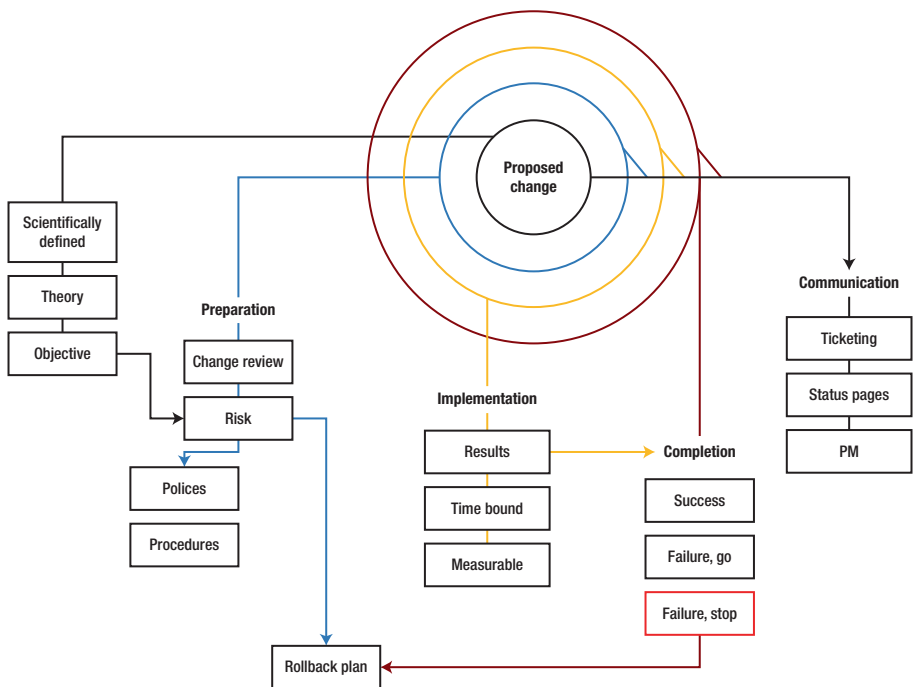 Proposed
change
Scientifically
defined
Theory
Objective
Preparation
Change review
Risk
Polices
Procedures
Implementation
Results
Time bound
Measurable
Completion
Success
Failure, go
Failure, stop
Communication
Ticketing
Status pages
PM
Rollback plan